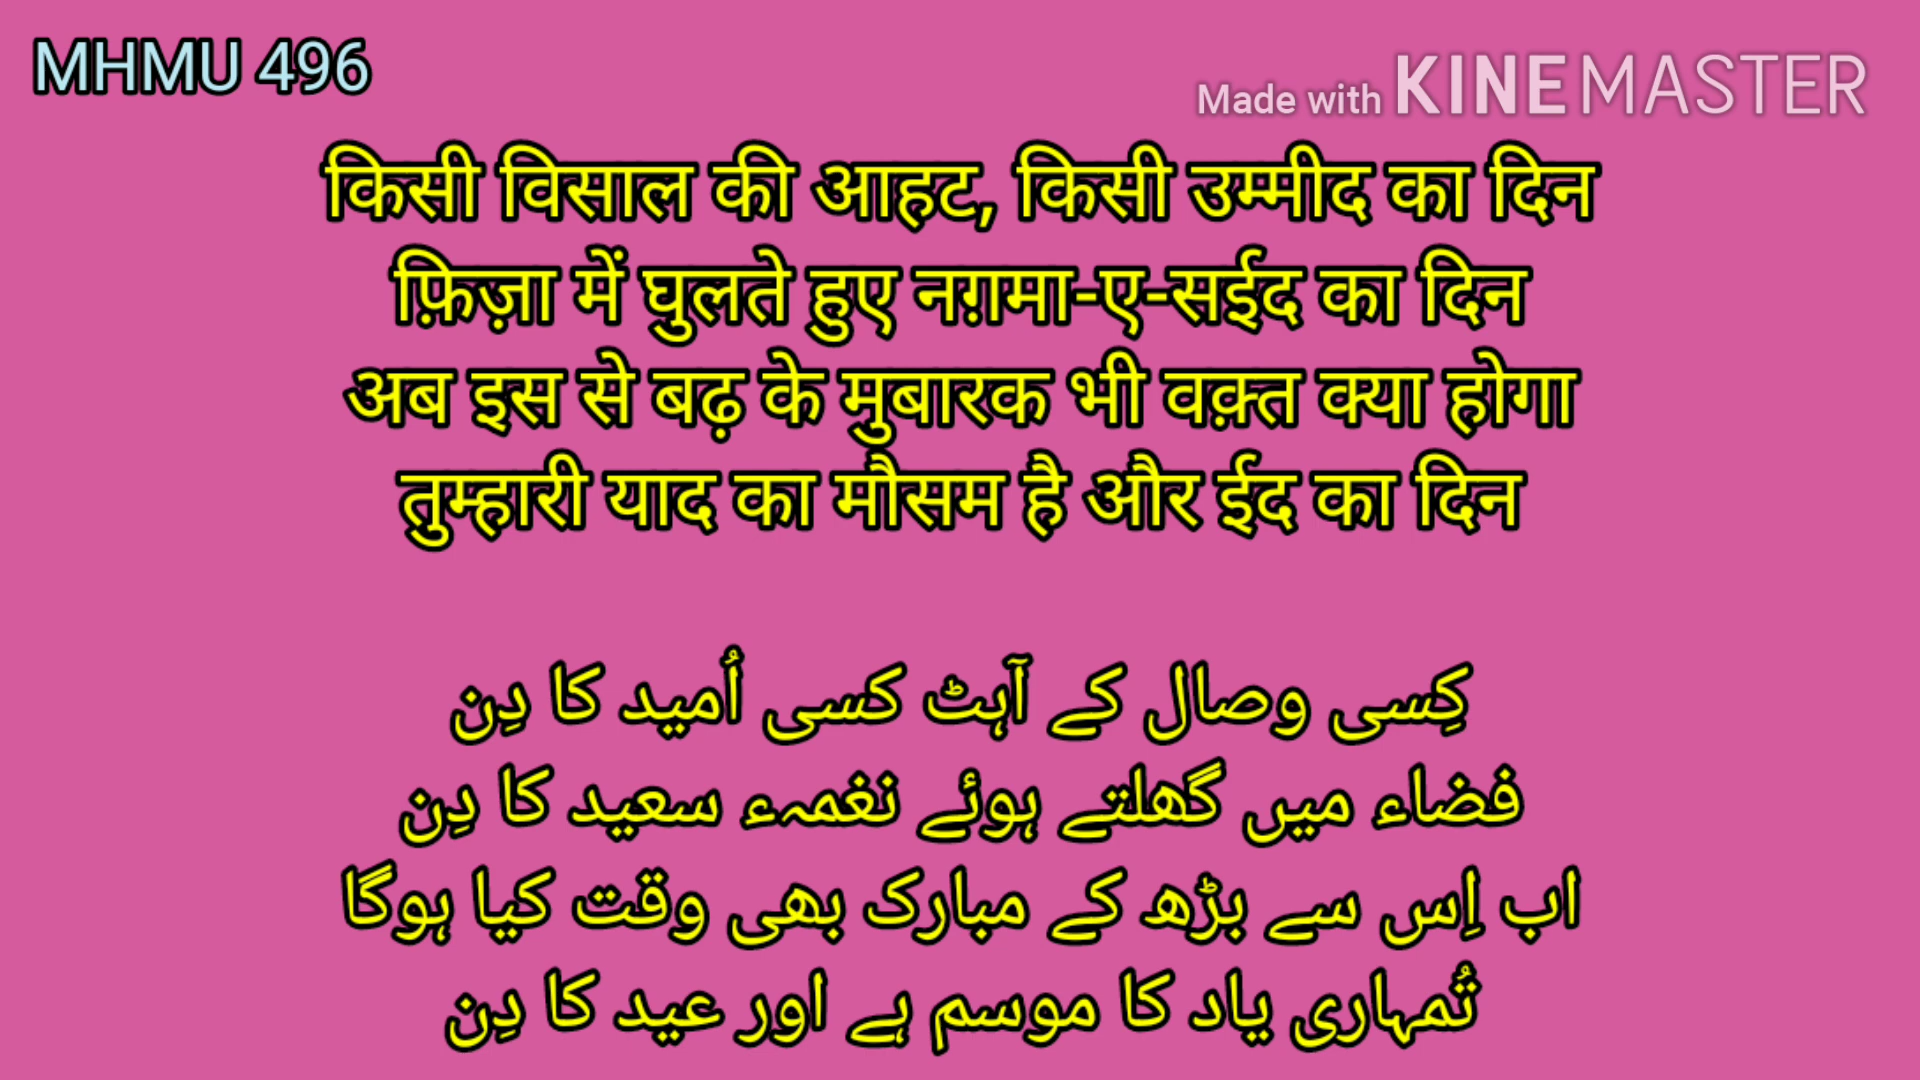 MHMU 496
Made with KINEMASTER
किसी विसाल की आहट, किसी उम्मीद का दिन
फ़िज़ा में घुलते हुए नग़मा-ए-सईद का दिन
अब इस से बढ़ के मुबारक भी वक़्त क्या होगा
तुम्हारी याद का मौसम है और ईद का दिन
کِسی وصال کے آہٹ کسی اُمید کا دِن
فضاء میں گھلتے ہوئے نغمہء سعید کا دِن
اب اِس سے بڑھ کے مبارک بھی وقت کیا ہوگا
تُمہاری یاد کا موسم ہے اور عید کا دِن